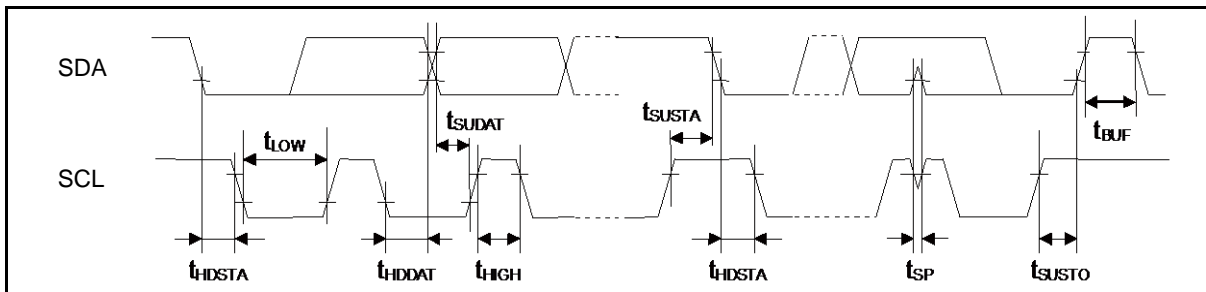 SDA
tSUSTA
tSUDAT
tLOW
tBUF
SCL
tHDSTA
tHDDAT
tHIGH
tHDSTA
tSP
tSUSTO